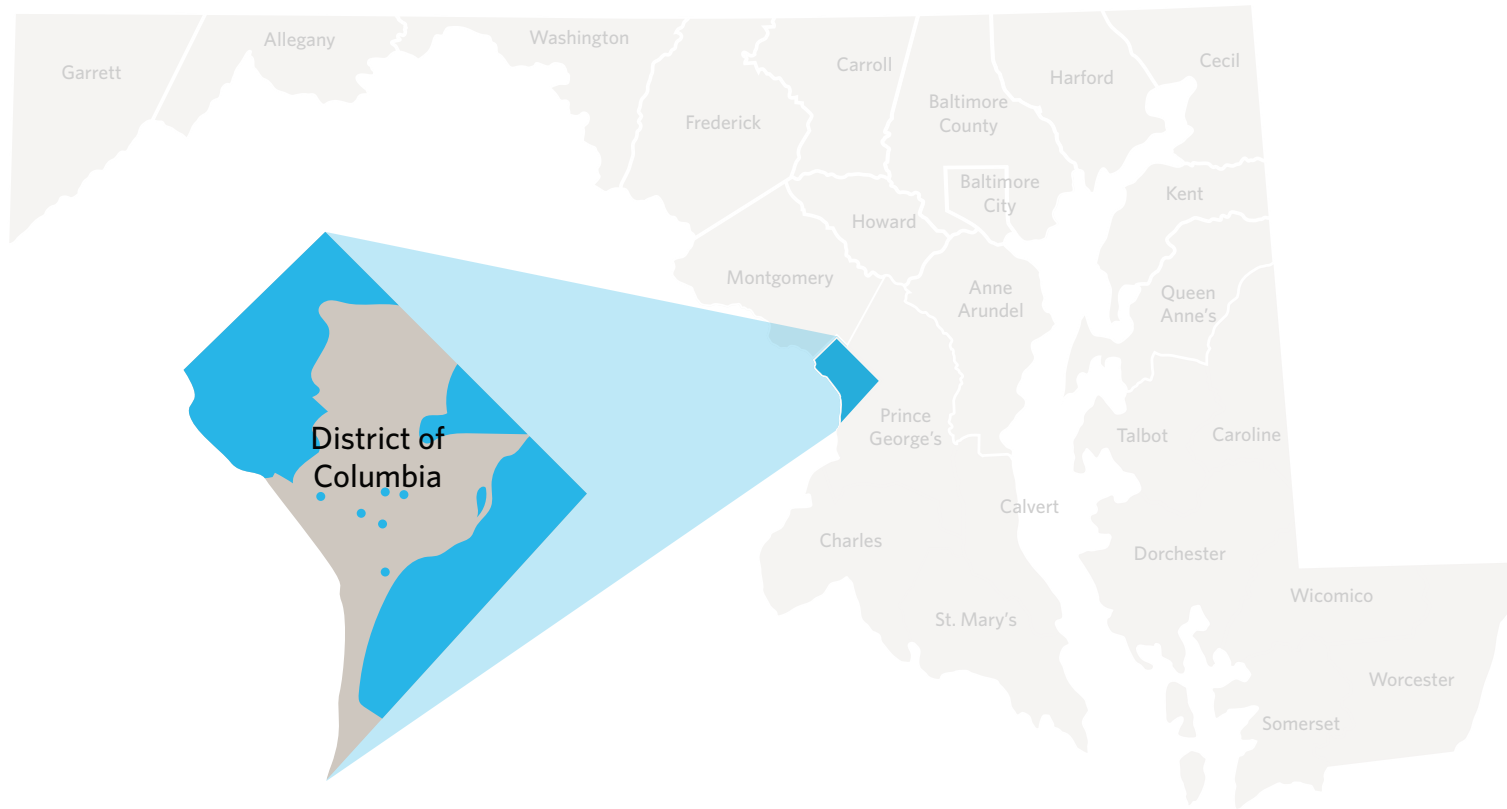 Garrett
Allegany
Washington
Frederick
Carroll
Baltimore
County
Harford
Cecil
Baltimore
City
Kent
Howard
Montgomery
Anne
Arundel
Queen
Anne's
District of
Columbia
Prince
George's
Talbot
Caroline
Calvert
Charles
Dorchester
Wicomico
St. Mary's
Worcester
Somerset